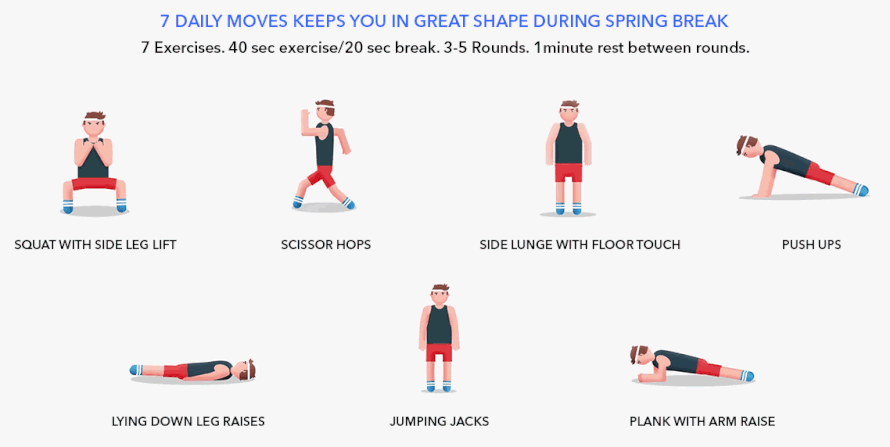 7 DAILY MOVES KEEPS YOU IN GREAT SHAPE DURING SPRING BREAK
7 Exercises. 40 sec exercise/20 sec break. 3-5 Rounds. 1minute rest between rounds.
SQUAT WITH SIDE LEG LIFT
SCISSOR HOPS
SIDE LUNGE WITH FLOOR TOUCH
PUSH UPS
LYING DOWN LEG RAISES
JUMPING JACKS
PLANK WITH ARM RAISE